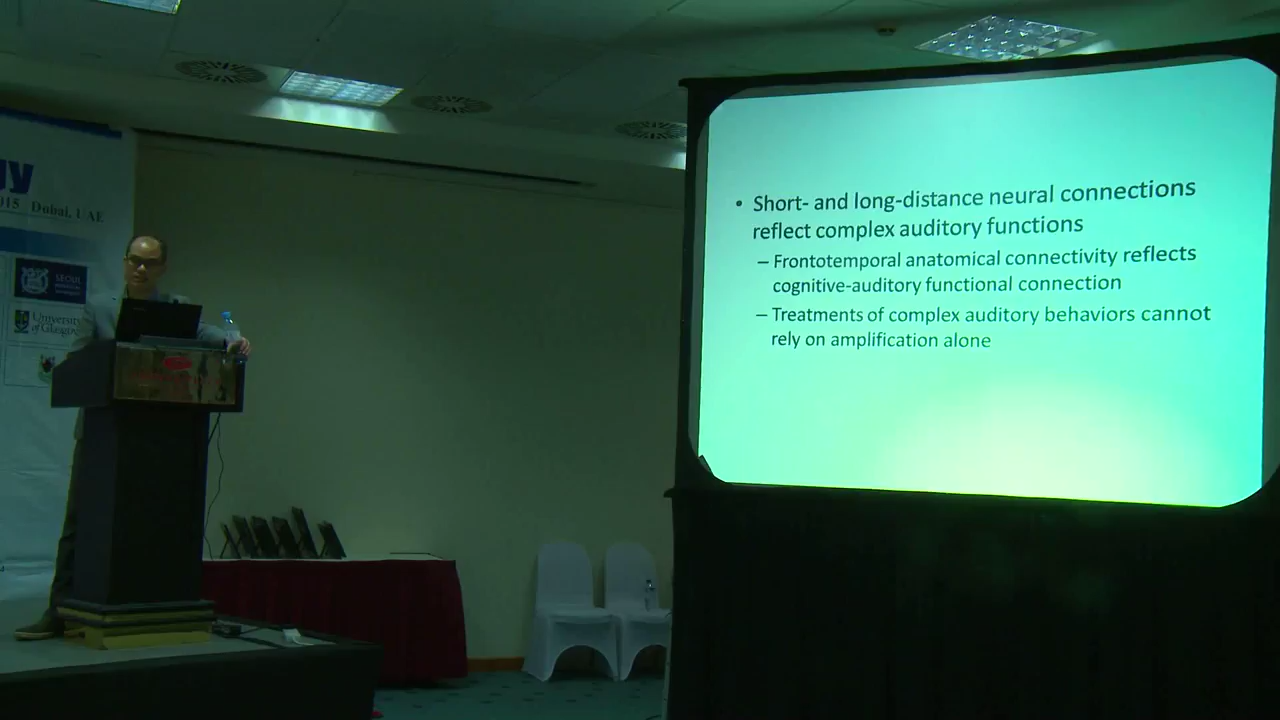 gy
015 Dubai, UAE
SEOUL
University
of Glasgow
• Short- and long-distance neural connections
reflect complex auditory functions
– Frontotemporal anatomical connectivity reflects
cognitive-auditory functional connection
– Treatments of complex auditory behaviors cannot
rely on amplification alone